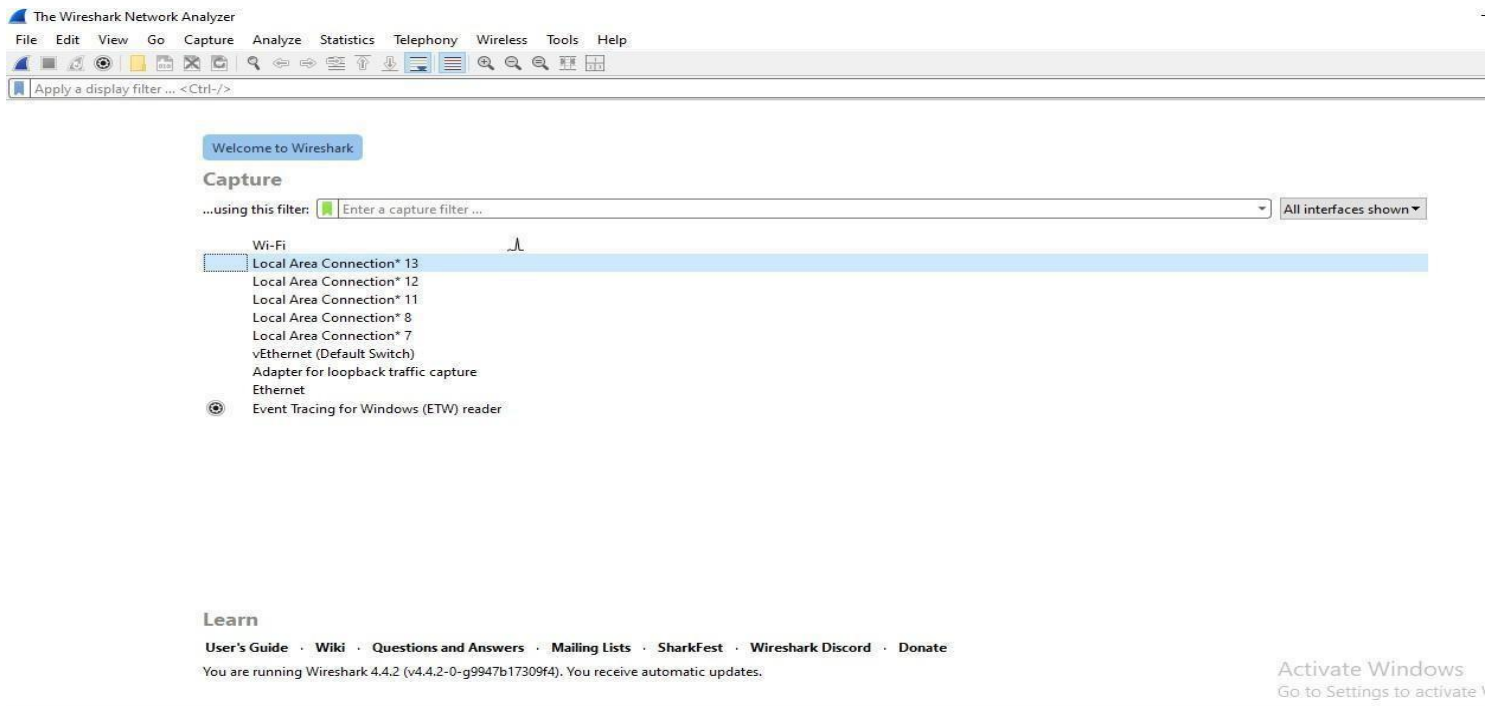 The Wireshark Network Analyzer
File Edit View Go Capture Analyze Statistics Telephony Wireless Tools Help
Apply a display filter ... <Ctrl-/>
Welcome to Wireshark
Capture
...using this filter: Enter a capture filter ... All interfaces shown
Wi-Fi
Local Area Connection* 13
Local Area Connection* 12
Local Area Connection* 11
Local Area Connection* 8
Local Area Connection* 7
vEthernet (Default Switch)
Adapter for loopback traffic capture
Ethernet
Event Tracing for Windows (ETW) reader
Learn
User's Guide · Wiki · Questions and Answers · Mailing Lists · SharkFest · Wireshark Discord · Donate
You are running Wireshark 4.4.2 (v4.4.2-0-g9947b17309f4). You receive automatic updates.
Activate Windows
Go to Settings to activate